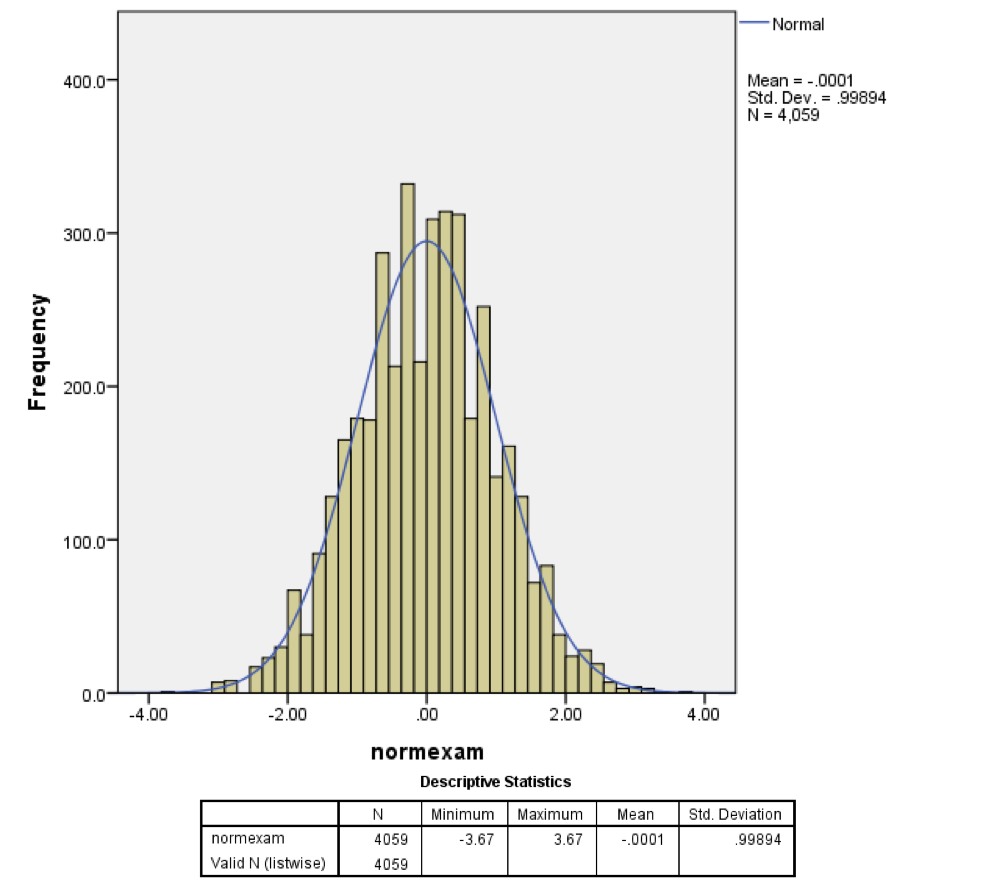 Normal
Mean = -.0001
Std. Dev. = .99894
N = 4,059
400.0
300.0
200.0
100.0
0.0
Frequency
-4.00 -2.00 .00 2.00 4.00
normexam
Descriptive Statistics
N Minimum Maximum Mean Std. Deviation
normexam 4059 -3.67 3.67 -.0001 .99894
Valid N (listwise) 4059